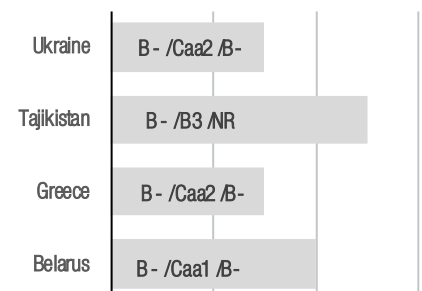 Ukraine B- /Caa2 /B-
Tajikistan B- /B3 /NR
Greece B- /Caa2 /B-
Belarus B- /Caa1 /B-